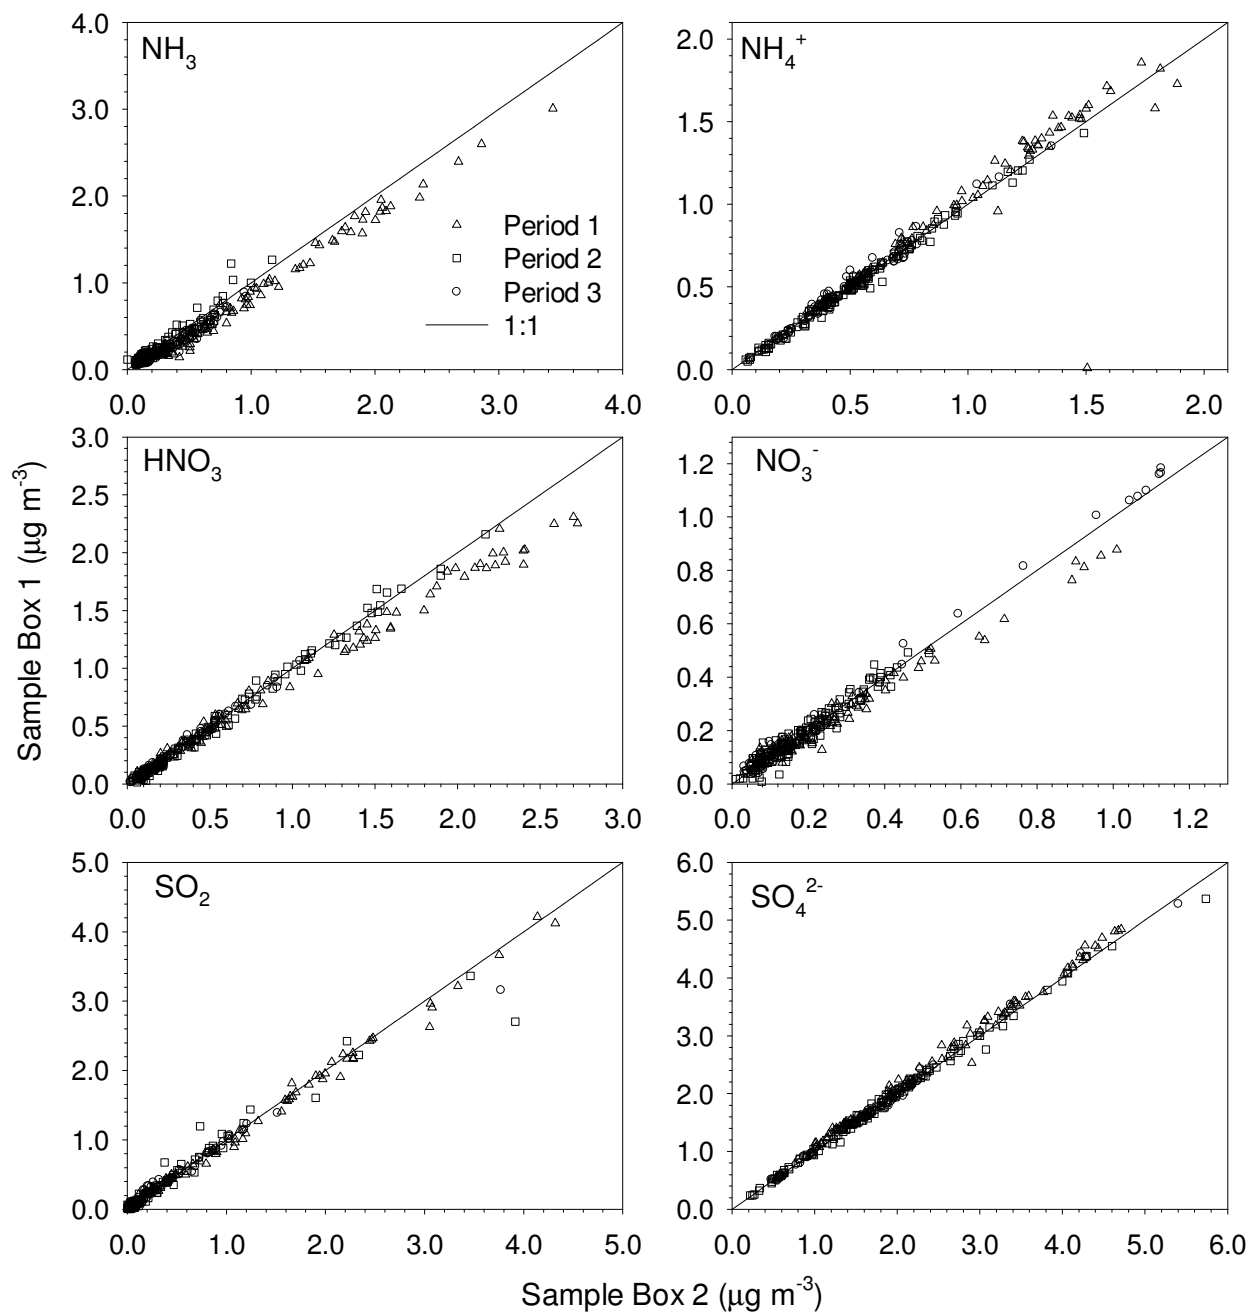 4.0
3.0
2.0
1.0
0.0
NH₃
Period 1
Period 2
Period 3
1:1
0.0 1.0 2.0 3.0 4.0
2.0
1.5
1.0
0.5
0.0
NH₄⁺
0.0 0.5 1.0 1.5 2.0
3.0
2.5
2.0
1.5
1.0
0.5
0.0
HNO₃
0.0 0.5 1.0 1.5 2.0 2.5 3.0
1.2
1.0
0.8
0.6
0.4
0.2
0.0
NO₃⁻
0.0 0.2 0.4 0.6 0.8 1.0 1.2
5.0
4.0
3.0
2.0
1.0
0.0
SO₂
0.0 1.0 2.0 3.0 4.0 5.0
6.0
5.0
4.0
3.0
2.0
1.0
0.0
SO₄²⁻
0.0 1.0 2.0 3.0 4.0 5.0 6.0
Sample Box 1 (μg m⁻³)
Sample Box 2 (μg m⁻³)